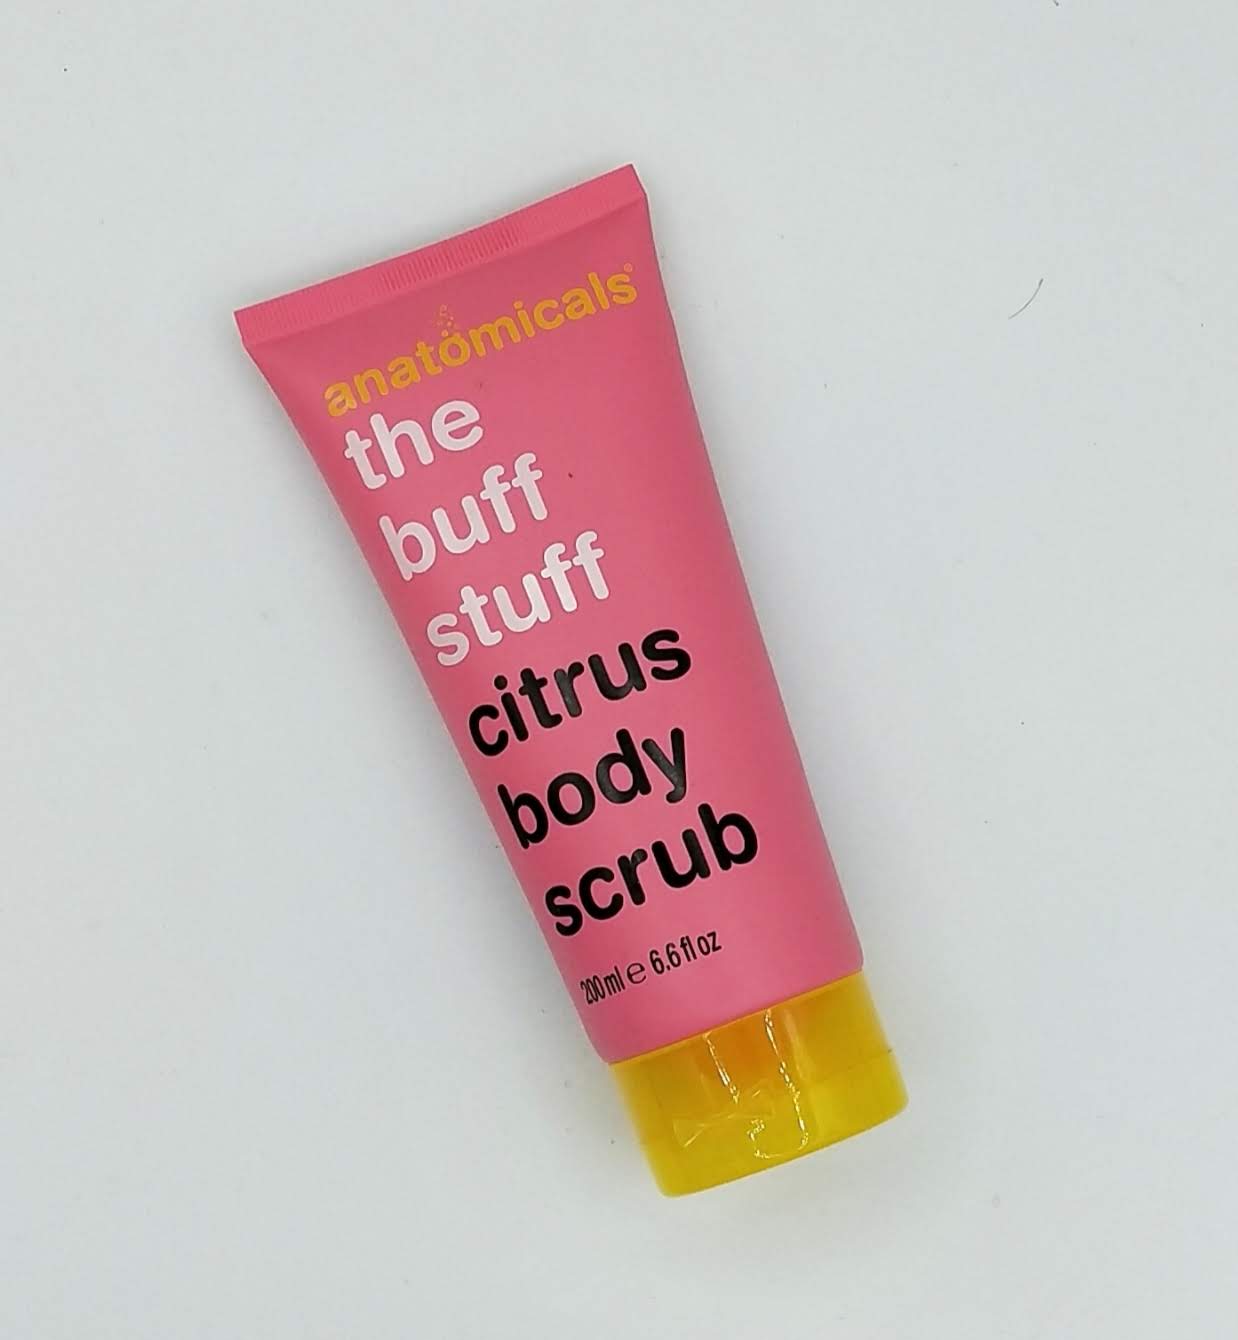 anatomicals®
the
buff
stuff
citrus
body
scrub
200ml ℮ 6.6 fl oz